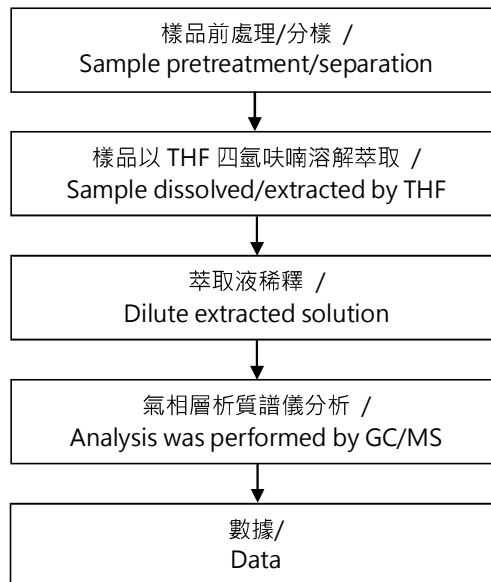 樣品前處理/分樣 /
Sample pretreatment/separation
樣品以 THF 四氫呋喃溶解萃取 /
Sample dissolved/extracted by THF
萃取液稀釋 /
Dilute extracted solution
氣相層析質譜儀分析 /
Analysis was performed by GC/MS
數據/
Data